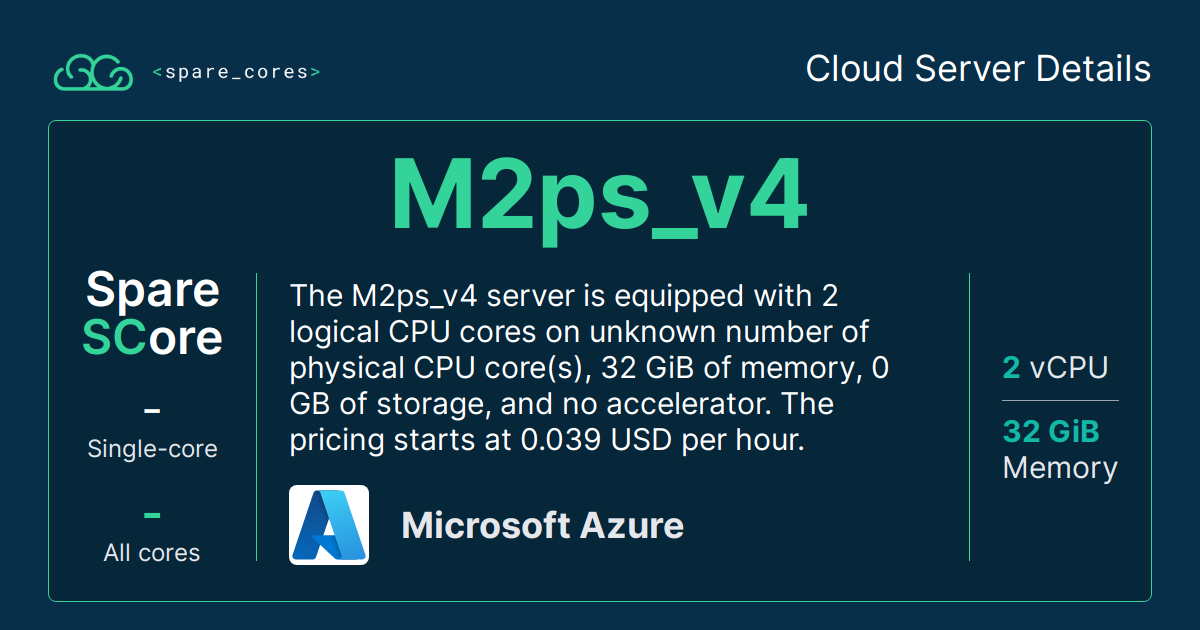 <spare_cores>
Cloud Server Details
M2ps_v4
Spare
SCore
–
Single-core
–
All cores
The M2ps_v4 server is equipped with 2
logical CPU cores on unknown number of
physical CPU core(s), 32 GiB of memory, 0
GB of storage, and no accelerator. The
pricing starts at 0.039 USD per hour.
Microsoft Azure
2 vCPU
32 GiB
Memory